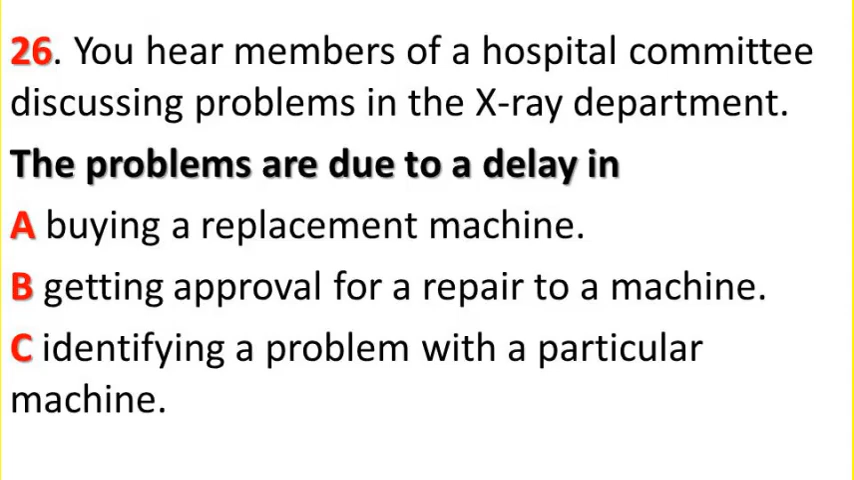 26. You hear members of a hospital committee
discussing problems in the X-ray department.
The problems are due to a delay in
A buying a replacement machine.
B getting approval for a repair to a machine.
C identifying a problem with a particular
machine.